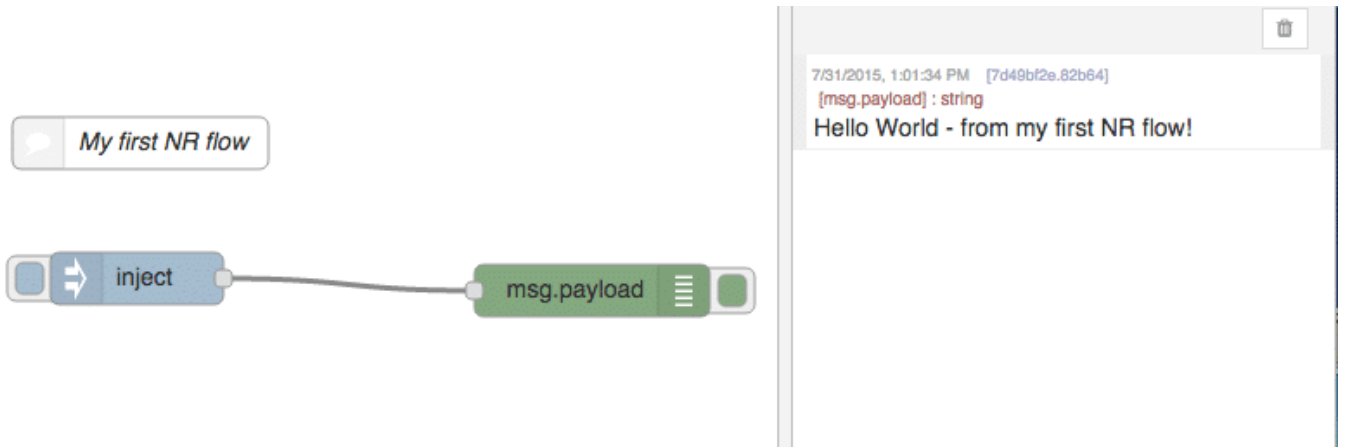 My first NR flow
inject
msg.payload
7/31/2015, 1:01:34 PM [7d49bf2e.82b64]
[msg.payload] : string
Hello World - from my first NR flow!